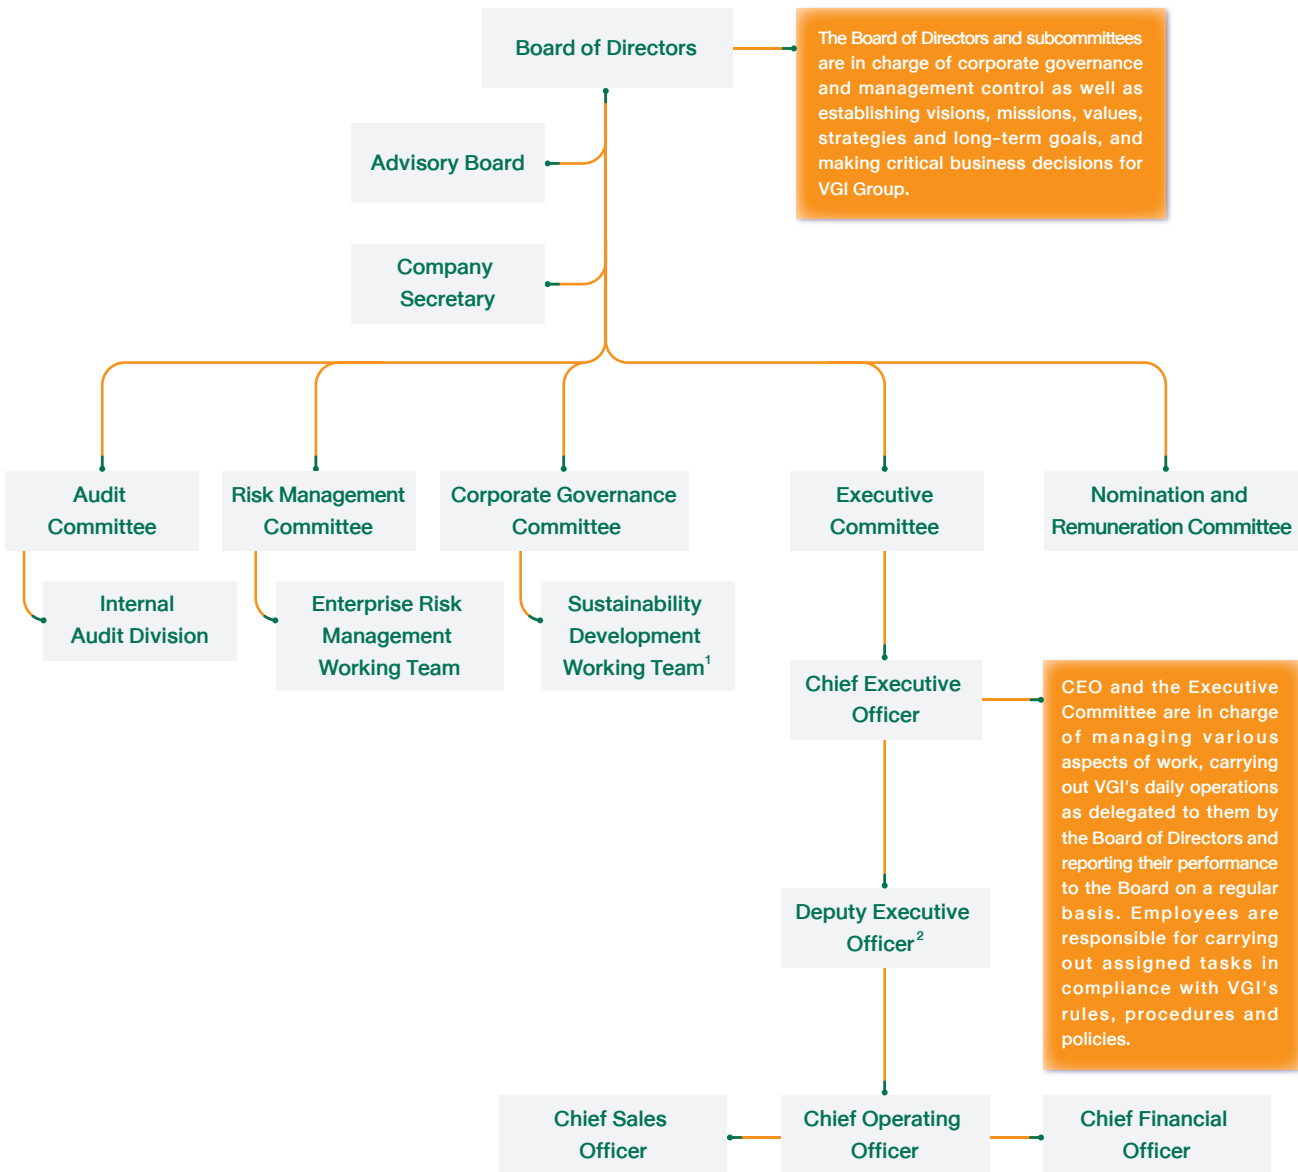 Board of Directors
The Board of Directors and subcommittees
are in charge of corporate governance
and management control as well as
establishing visions, missions, values,
strategies and long-term goals, and
making critical business decisions for
VGI Group.
Advisory Board
Company
Secretary
Audit
Committee
Risk Management
Committee
Corporate Governance
Committee
Executive
Committee
Nomination and
Remuneration Committee
Internal
Audit Division
Enterprise Risk
Management
Working Team
Sustainability
Development
Working Team¹
Chief Executive
Officer
CEO and the Executive
Committee are in charge
of managing various
aspects of work, carrying
out VGI's daily operations
as delegated to them by
the Board of Directors and
reporting their performance
to the Board on a regular
basis. Employees are
responsible for carrying
out assigned tasks in
compliance with VGI's
rules, procedures and
policies.
Deputy Executive
Officer²
Chief Sales
Officer
Chief Operating
Officer
Chief Financial
Officer